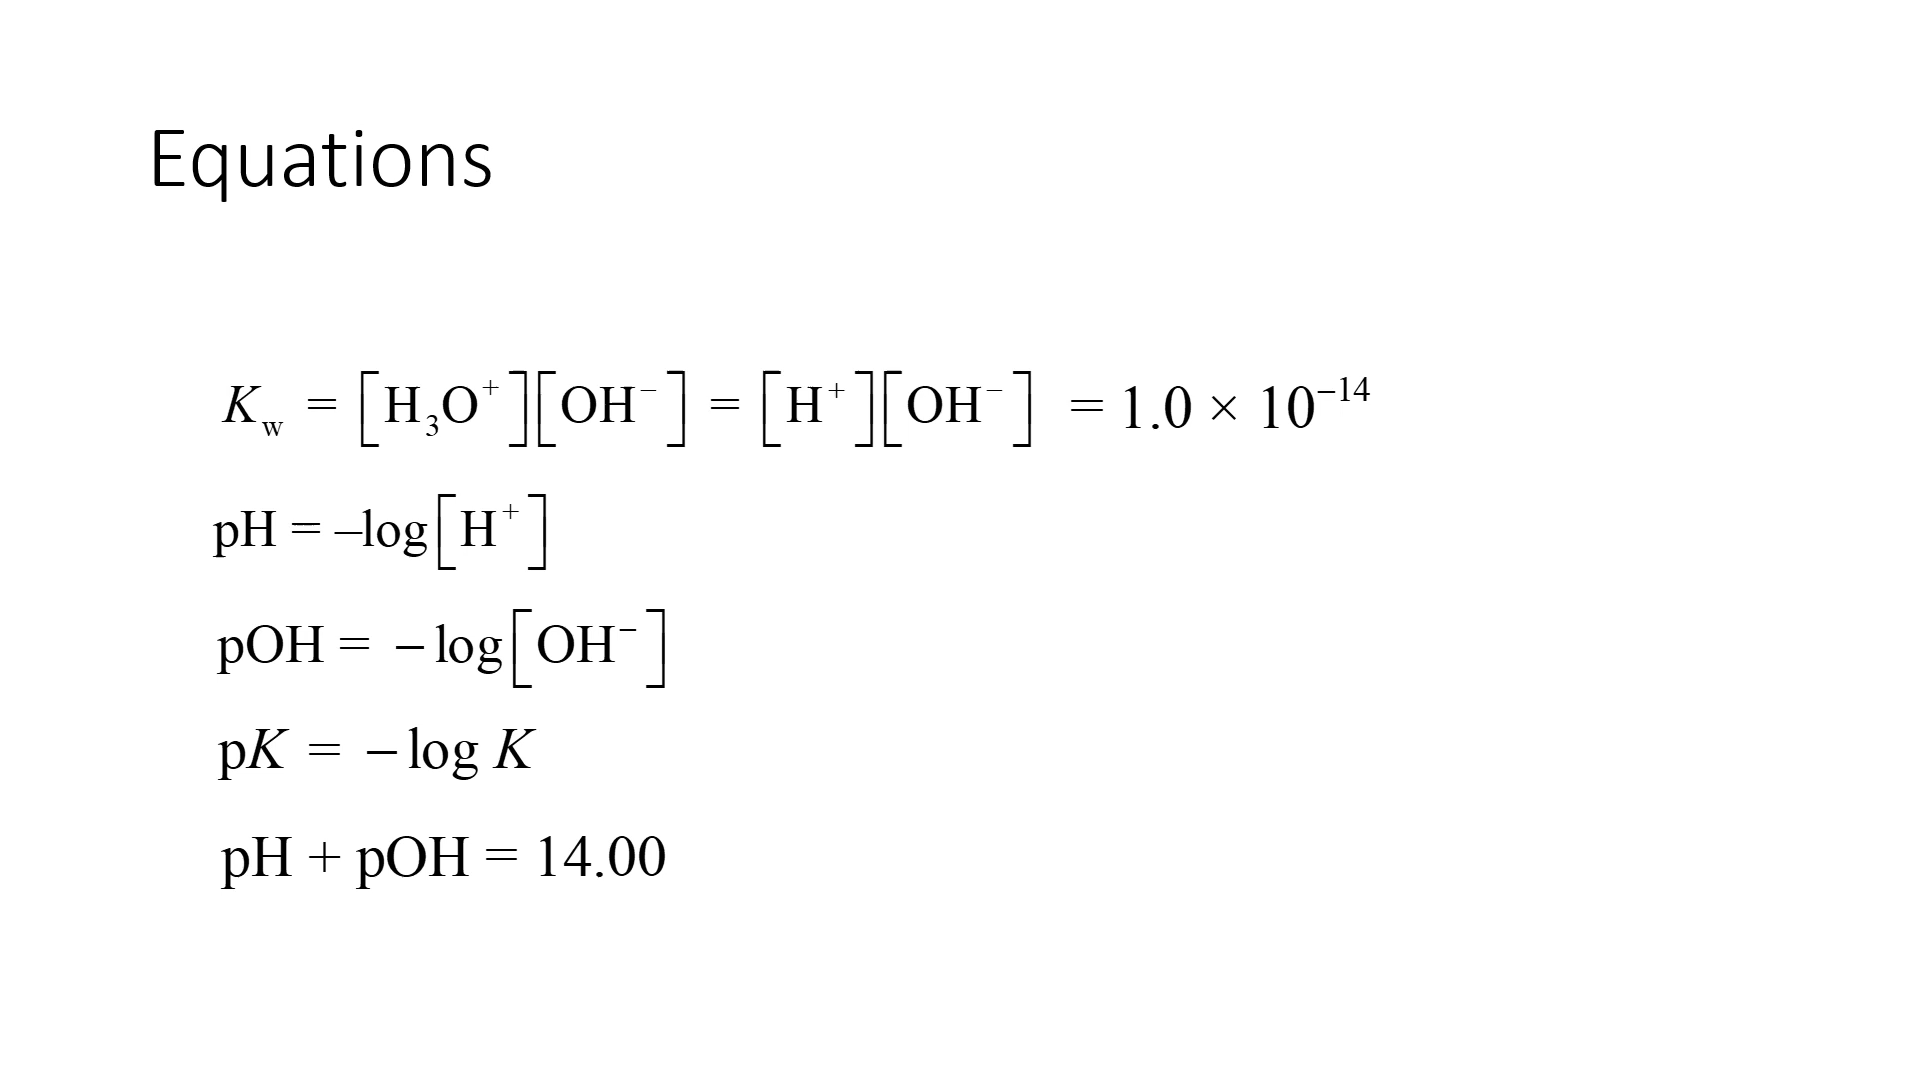 Equations
K_w = [H₃O⁺][OH⁻] = [H⁺][OH⁻] = 1.0 × 10⁻¹⁴
pH = –log[H⁺]
pOH = – log[OH⁻]
pK = – log K
pH + pOH = 14.00